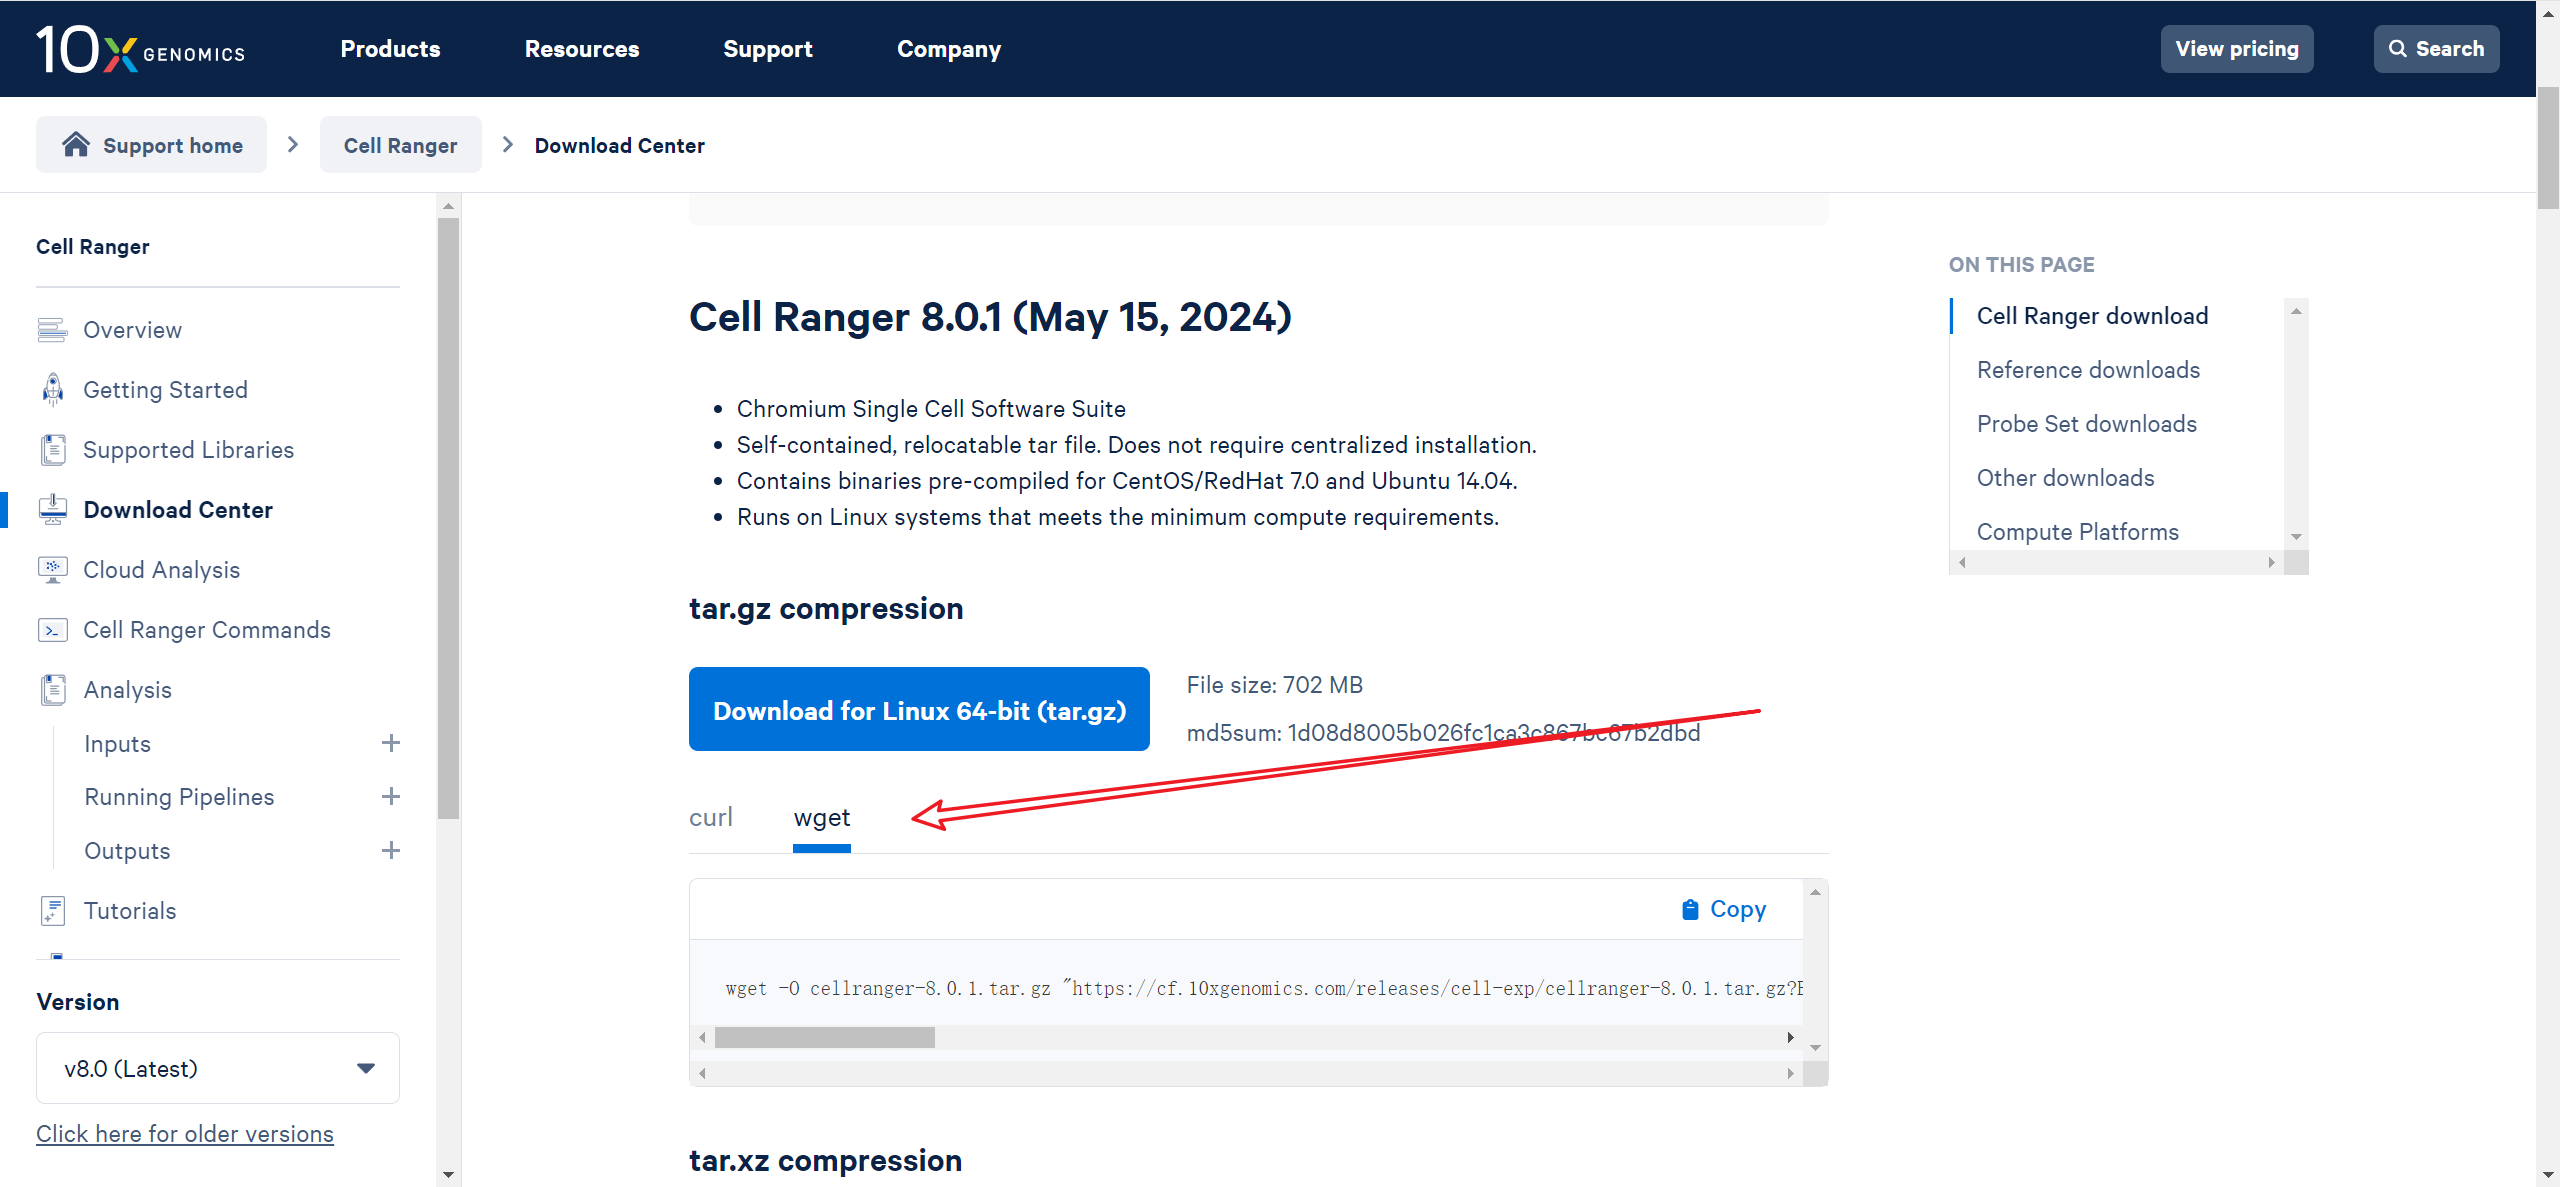 10X GENOMICS
Products
Resources
Support
Company
View pricing
Search
Support home
Cell Ranger
Download Center
Cell Ranger
Overview
Getting Started
Supported Libraries
Download Center
Cloud Analysis
Cell Ranger Commands
Analysis
Inputs
Running Pipelines
Outputs
Tutorials
Version
v8.0 (Latest)
Click here for older versions
Cell Ranger 8.0.1 (May 15, 2024)
Chromium Single Cell Software Suite
Self-contained, relocatable tar file. Does not require centralized installation.
Contains binaries pre-compiled for CentOS/RedHat 7.0 and Ubuntu 14.04.
Runs on Linux systems that meets the minimum compute requirements.
tar.gz compression
Download for Linux 64-bit (tar.gz)
File size: 702 MB
md5sum: 1d08d8005b026fc1ca3c867bc67b2dbd
curl
wget
Copy
wget -O cellranger-8.0.1.tar.gz "https://cf.10xgenomics.com/releases/cell-exp/cellranger-8.0.1.tar.gz?E
tar.xz compression
ON THIS PAGE
Cell Ranger download
Reference downloads
Probe Set downloads
Other downloads
Compute Platforms